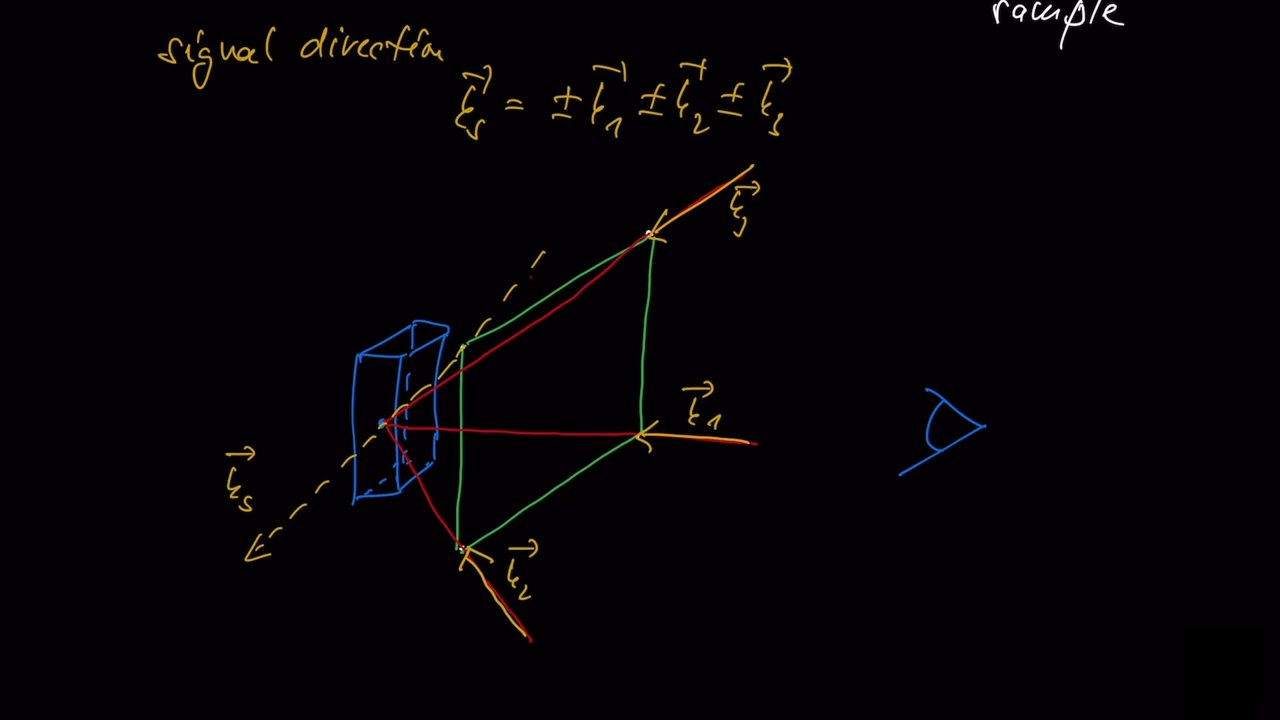 sample
signal direction
k⃗s = ± k⃗1 ± k⃗2 ± k⃗3
k⃗3
k⃗1
k⃗s
k⃗2